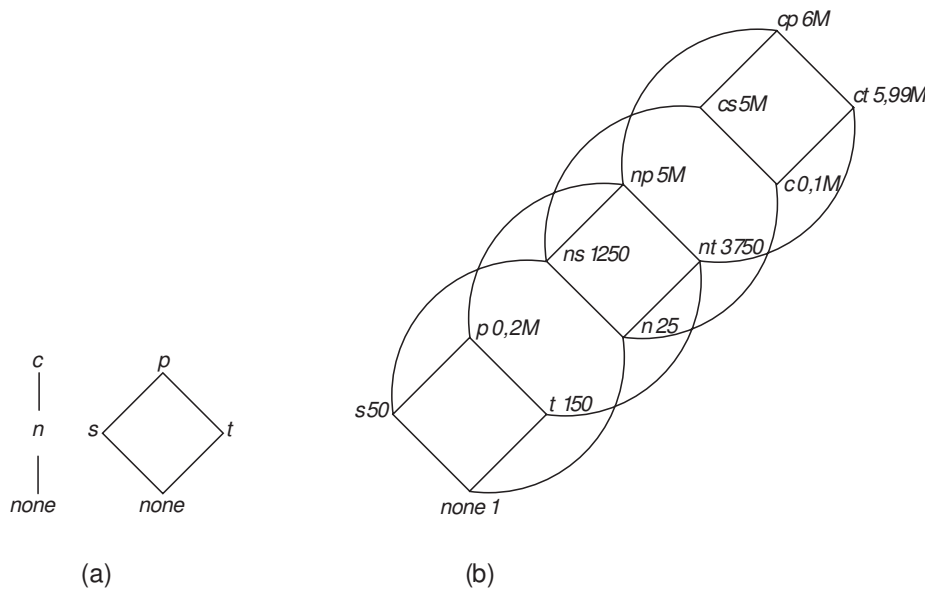 cp 6M
ct 5,99M
cs 5M
c 0,1M
np 5M
ns 1250
nt 3750
n 25
p 0,2M
s 50
t 150
none 1
c
p
n
s
t
none
none
(a)
(b)